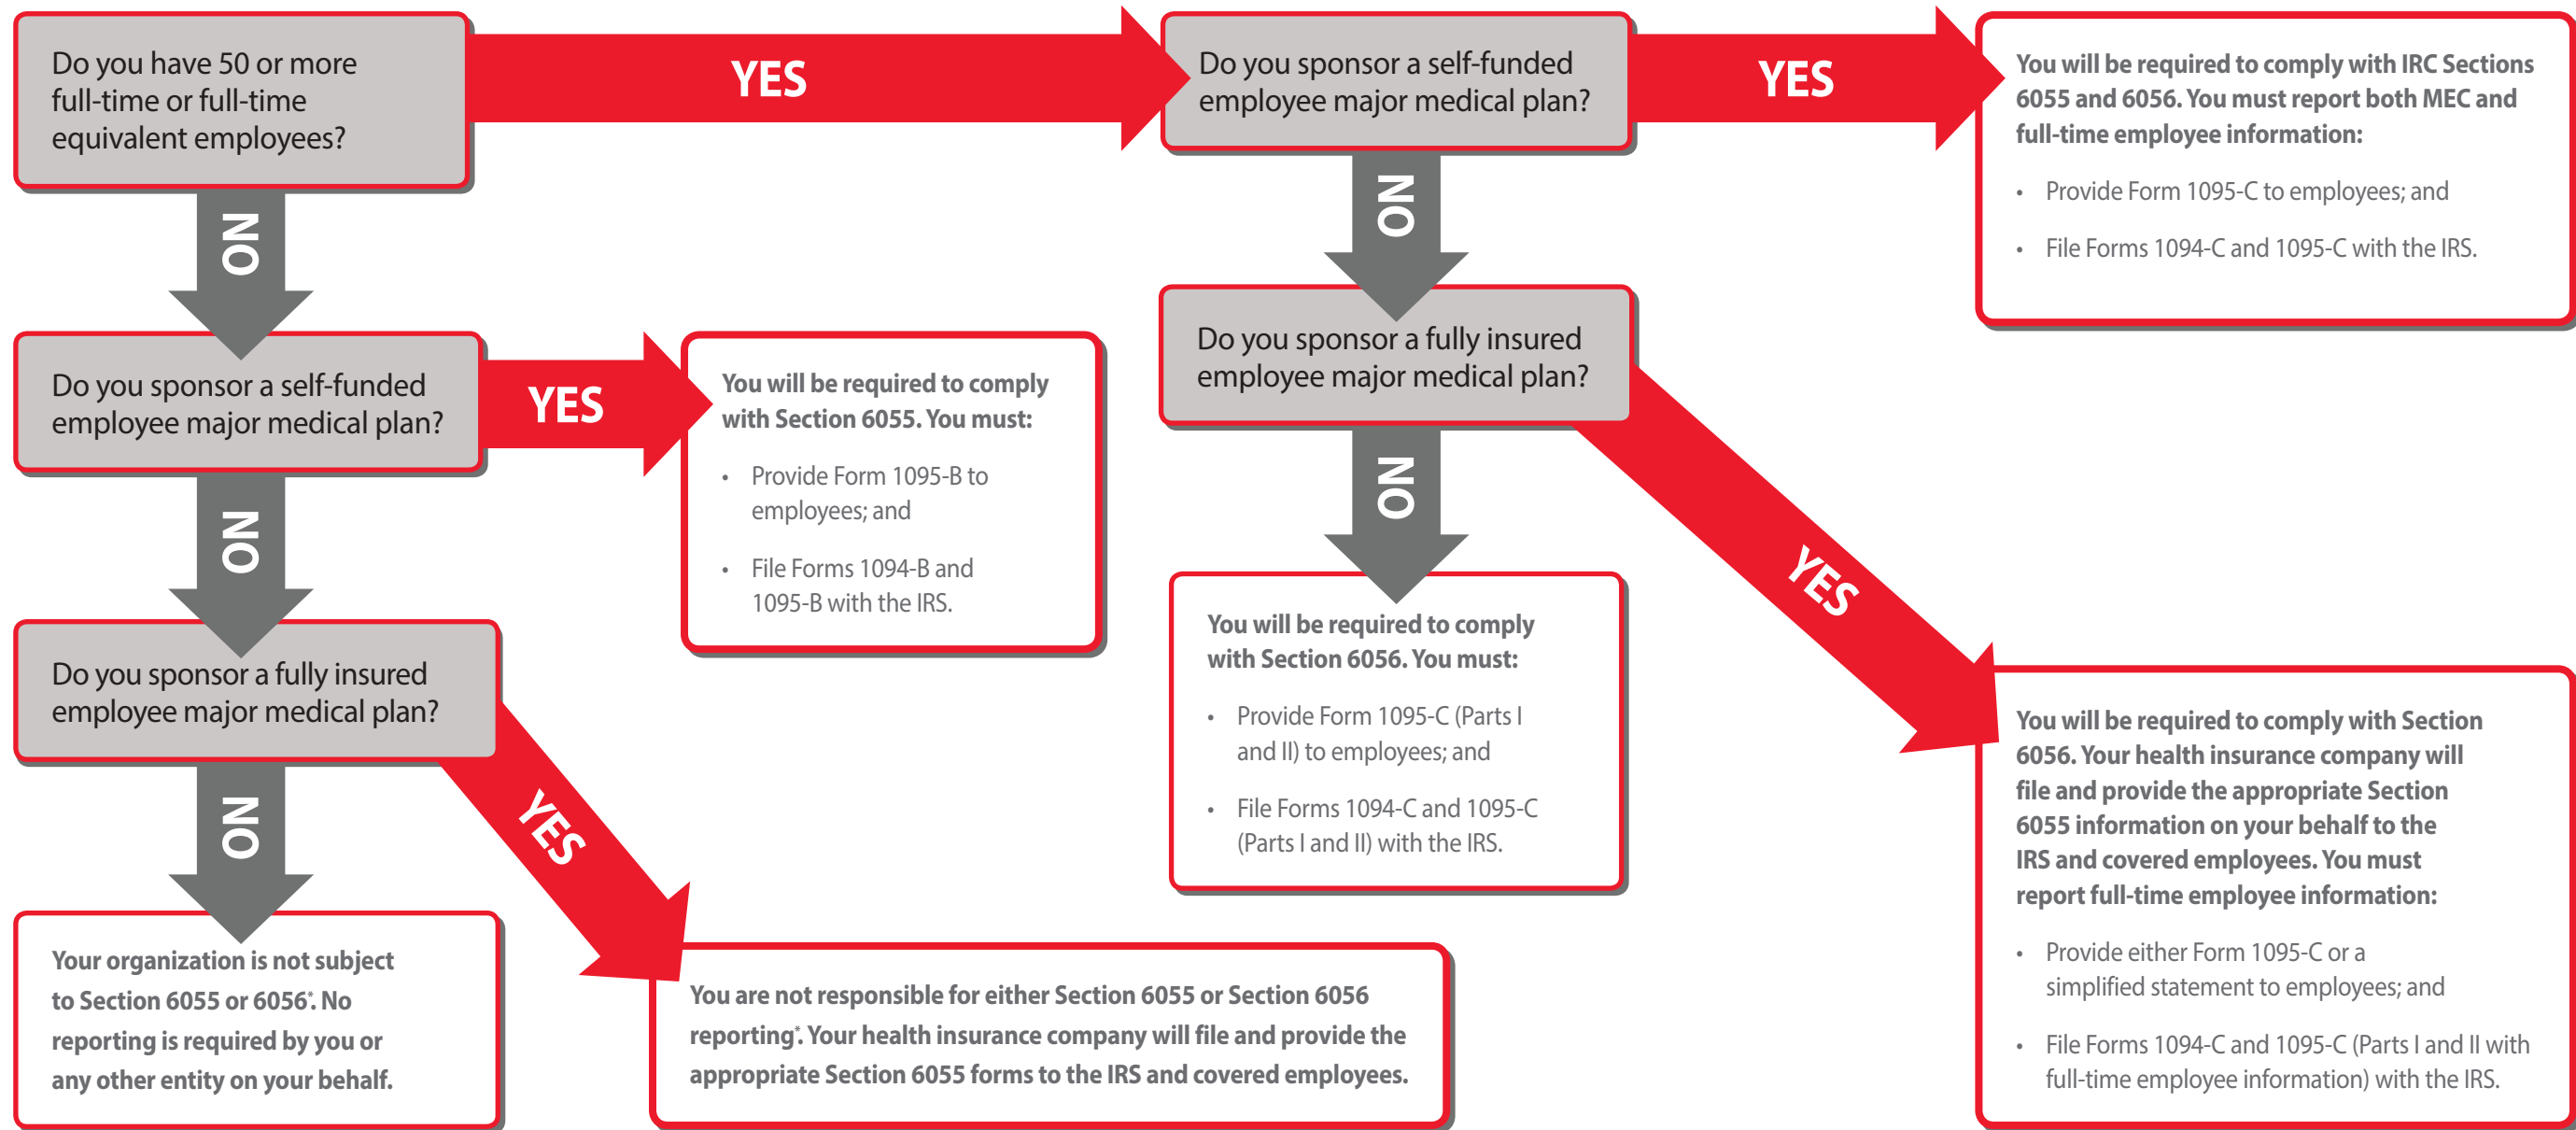 Do you have 50 or more
full-time or full-time
equivalent employees?
YES
Do you sponsor a self-funded
employee major medical plan?
YES
You will be required to comply with IRC Sections
6055 and 6056. You must report both MEC and
full-time employee information:
• Provide Form 1095-C to employees; and
• File Forms 1094-C and 1095-C with the IRS.
NO
NO
Do you sponsor a self-funded
employee major medical plan?
YES
You will be required to comply
with Section 6055. You must:
• Provide Form 1095-B to
employees; and
• File Forms 1094-B and
1095-B with the IRS.
Do you sponsor a fully insured
employee major medical plan?
NO
NO
YES
Do you sponsor a fully insured
employee major medical plan?
You will be required to comply
with Section 6056. You must:
• Provide Form 1095-C (Parts I
and II) to employees; and
• File Forms 1094-C and 1095-C
(Parts I and II) with the IRS.
You will be required to comply with Section
6056. Your health insurance company will
file and provide the appropriate Section
6055 information on your behalf to the
IRS and covered employees. You must
report full-time employee information:
• Provide either Form 1095-C or a
simplified statement to employees; and
• File Forms 1094-C and 1095-C (Parts I and II with
full-time employee information) with the IRS.
NO
YES
Your organization is not subject
to Section 6055 or 6056*. No
reporting is required by you or
any other entity on your behalf.
You are not responsible for either Section 6055 or Section 6056
reporting*. Your health insurance company will file and provide the
appropriate Section 6055 forms to the IRS and covered employees.